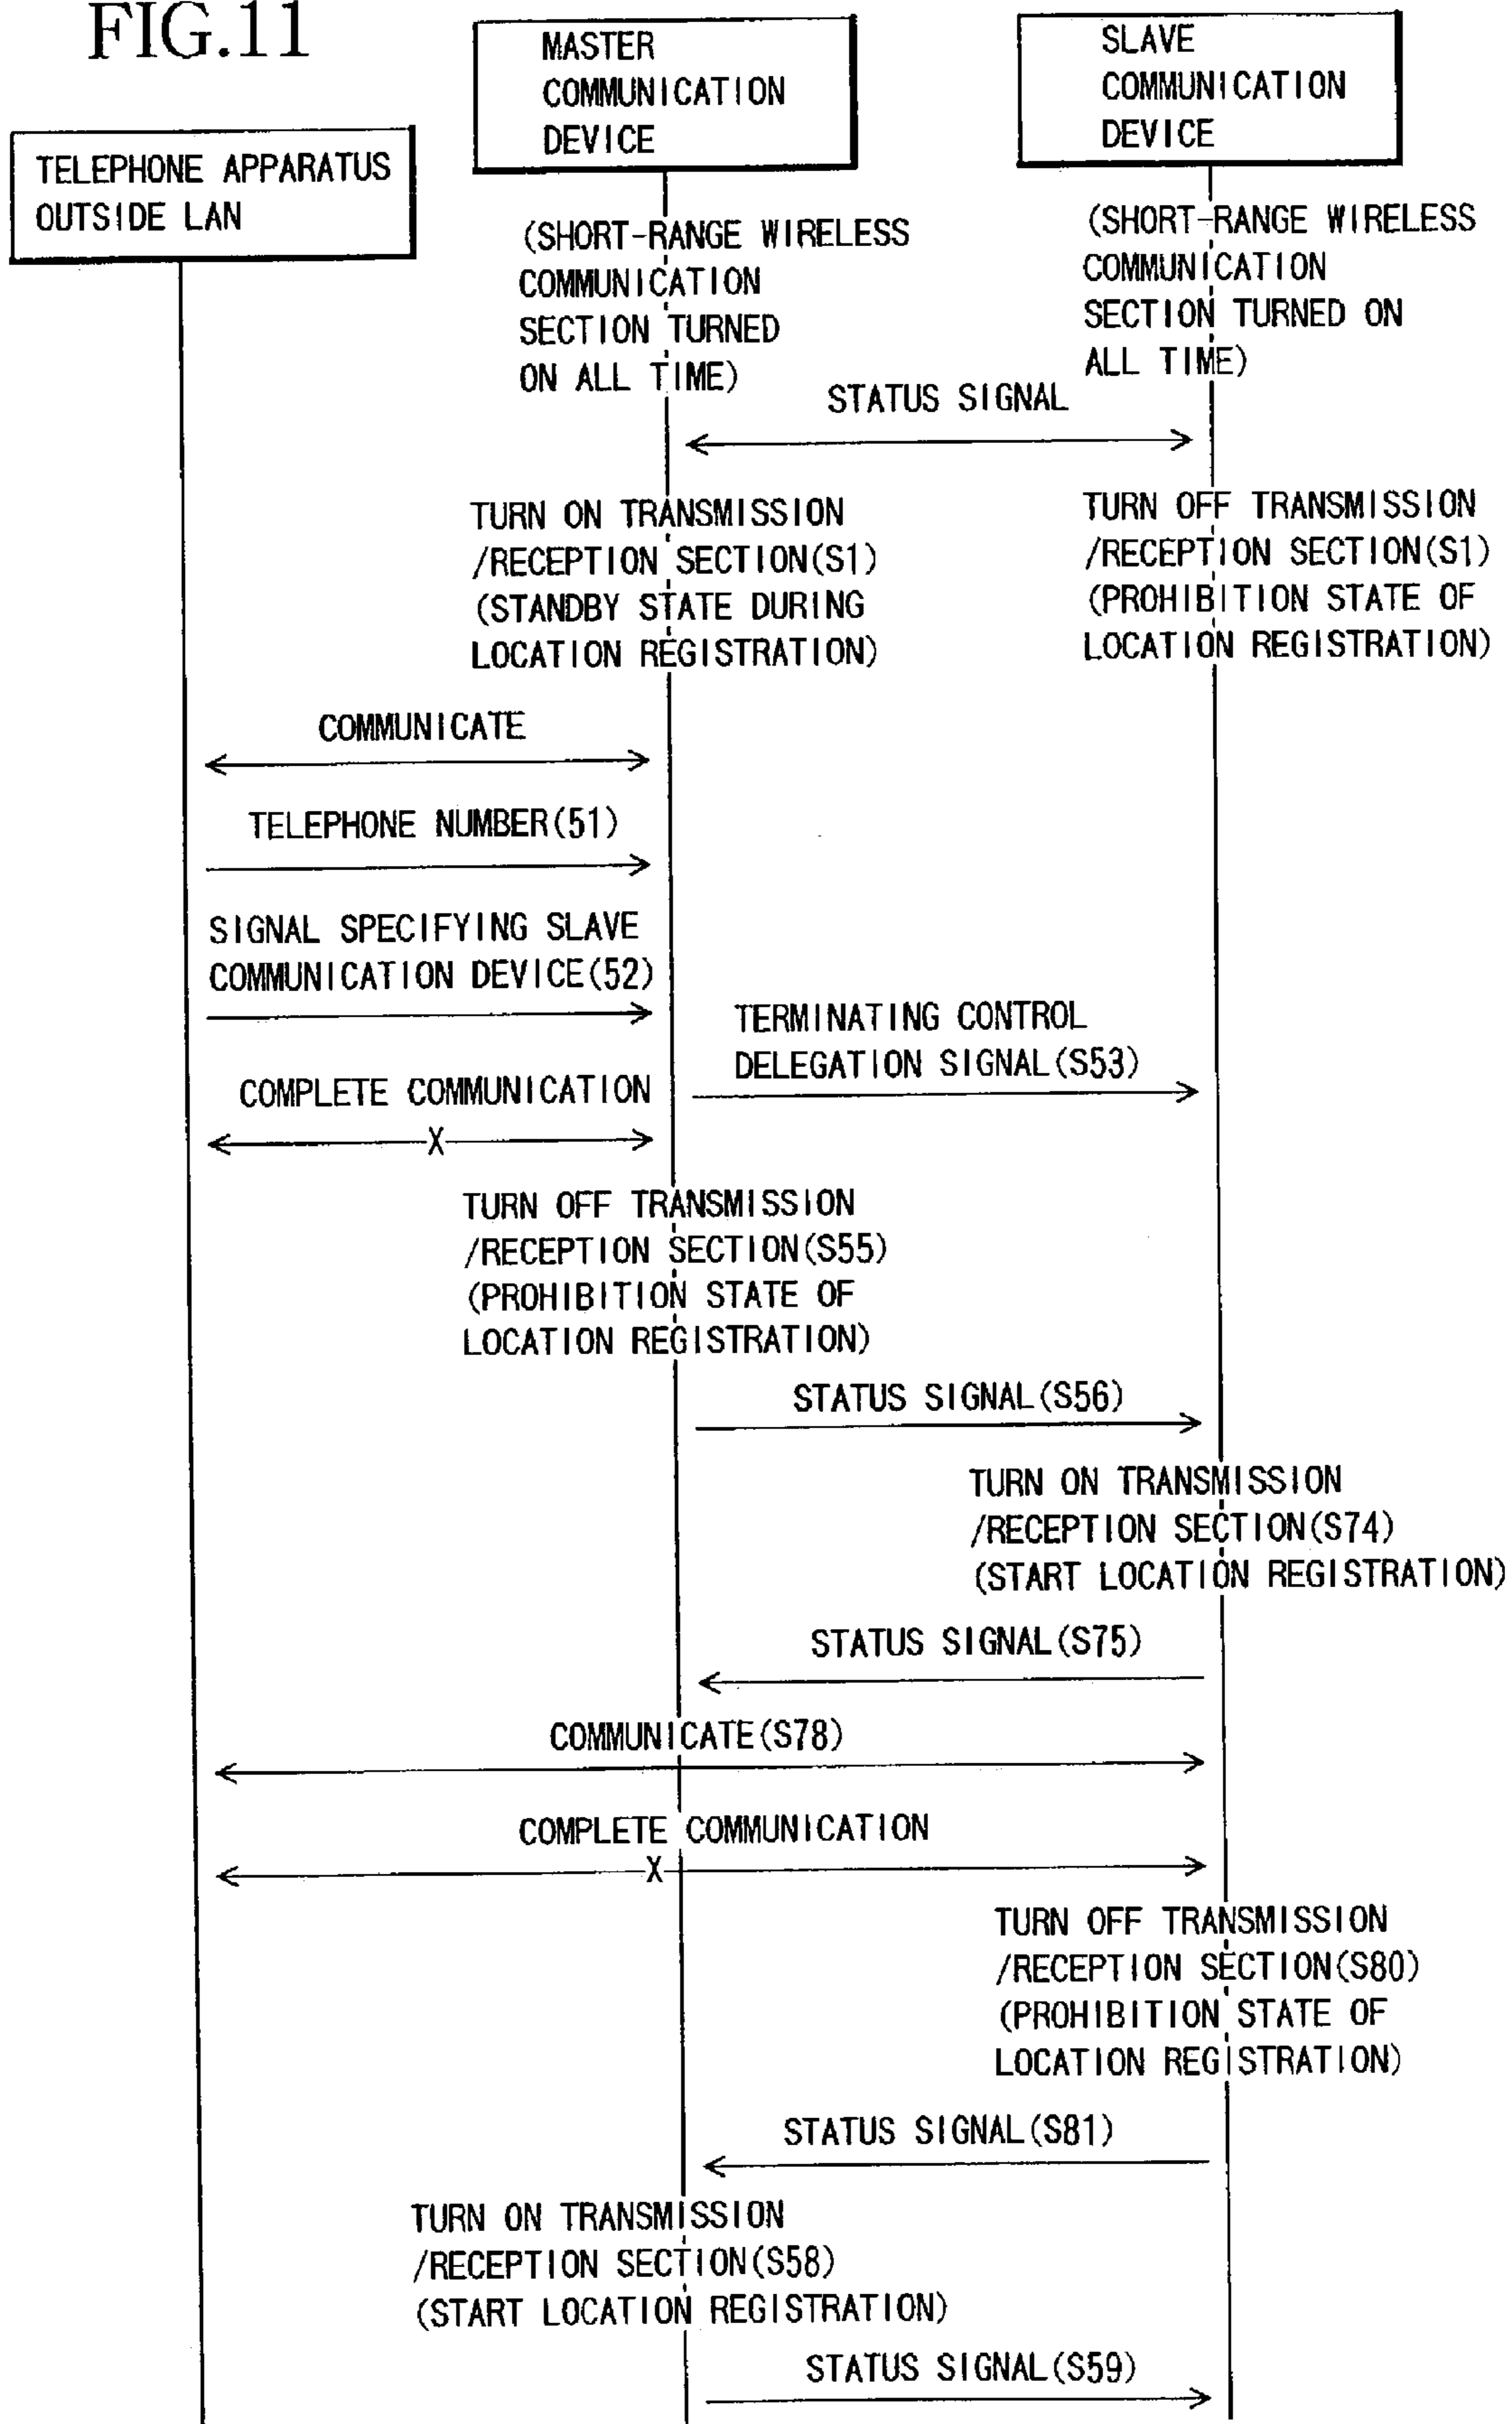 FIG.11
MASTER
COMMUNICATION
DEVICE
SLAVE
COMMUNICATION
DEVICE
TELEPHONE APPARATUS
OUTSIDE LAN
(SHORT-RANGE WIRELESS
COMMUNICATION
SECTION TURNED
ON ALL TIME)
(SHORT-RANGE WIRELESS
COMMUNICATION
SECTION TURNED ON
ALL TIME)
STATUS SIGNAL
TURN ON TRANSMISSION
/RECEPTION SECTION(S1)
(STANDBY STATE DURING
LOCATION REGISTRATION)
TURN OFF TRANSMISSION
/RECEPTION SECTION(S1)
(PROHIBITION STATE OF
LOCATION REGISTRATION)
COMMUNICATE
TELEPHONE NUMBER(51)
SIGNAL SPECIFYING SLAVE
COMMUNICATION DEVICE(52)
TERMINATING CONTROL
DELEGATION SIGNAL(S53)
COMPLETE COMMUNICATION
X
TURN OFF TRANSMISSION
/RECEPTION SECTION(S55)
(PROHIBITION STATE OF
LOCATION REGISTRATION)
STATUS SIGNAL(S56)
TURN ON TRANSMISSION
/RECEPTION SECTION(S74)
(START LOCATION REGISTRATION)
STATUS SIGNAL(S75)
COMMUNICATE(S78)
COMPLETE COMMUNICATION
X
TURN OFF TRANSMISSION
/RECEPTION SECTION(S80)
(PROHIBITION STATE OF
LOCATION REGISTRATION)
STATUS SIGNAL(S81)
TURN ON TRANSMISSION
/RECEPTION SECTION(S58)
(START LOCATION REGISTRATION)
STATUS SIGNAL(S59)